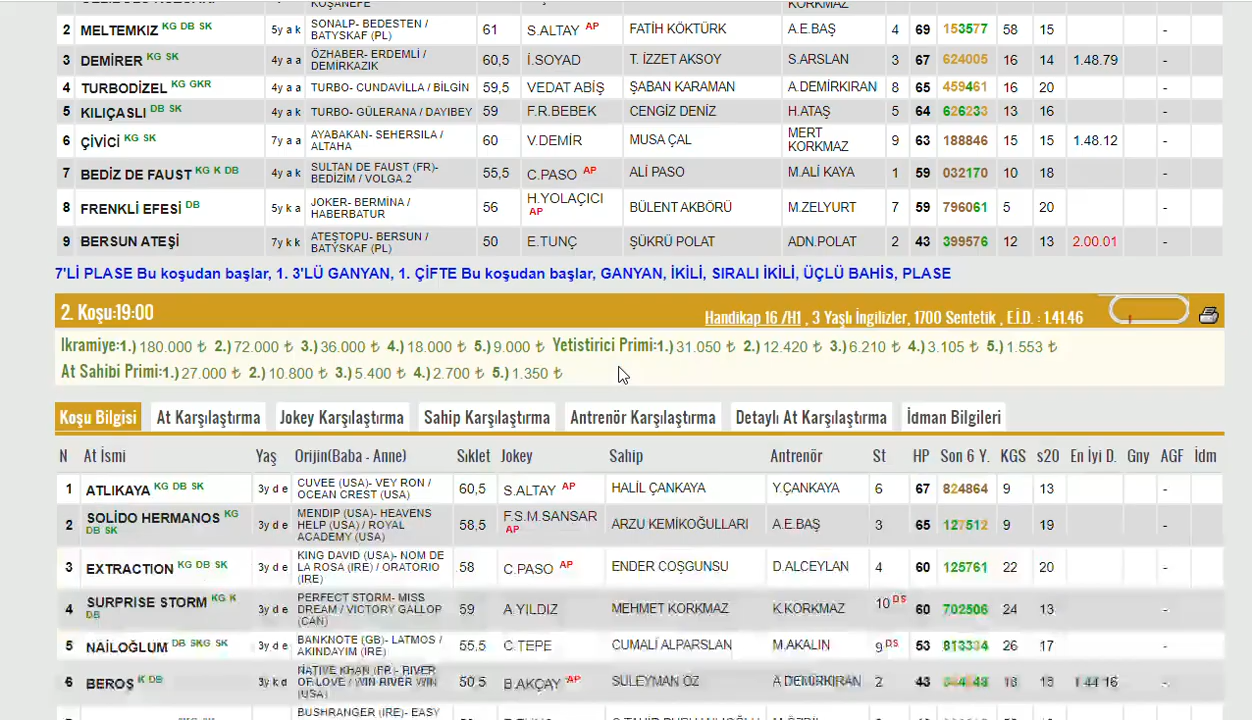 KUŞANEFE KORKMAZ
2 MELTEMKIZ KG DB SK 5y a k SONALP- BEDESTEN / BATYSKAF (PL) 61 S.ALTAY AP FATİH KÖKTÜRK A.E.BAŞ 4 69 153577 58 15 -
3 DEMİRER KG SK 4y a a ÖZHABER- ERDEMLİ / DEMİRKAZIK 60,5 İ.SOYAD T. İZZET AKSOY S.ARSLAN 3 67 624005 16 14 1.48.79 -
4 TURBODİZEL KG GKR 4y a a TURBO- CUNDAVİLLA / BİLGİN 59,5 VEDAT ABİŞ ŞABAN KARAMAN A.DEMİRKIRAN 8 65 459461 16 20 -
5 KILIÇASLI DB SK 4y a k TURBO- GÜLERANA / DAYIBEY 59 F.R.BEBEK CENGİZ DENİZ H.ATAŞ 5 64 626233 13 16 -
6 ÇİVİCİ KG SK 7y a a AYABAKAN- SEHERSILA / ALTAHA 60 V.DEMİR MUSA ÇAL MERT KORKMAZ 9 63 188846 15 15 1.48.12 -
7 BEDİZ DE FAUST KG K DB 4y a k SULTAN DE FAUST (FR)- BEDİZİM / VOLGA.2 55,5 C.PASO AP ALİ PASO M.ALİ KAYA 1 59 032170 10 18 -
8 FRENKLİ EFESİ DB 5y k a JOKER- BERMİNA / HABERBATUR 56 H.YOLAÇICI AP BÜLENT AKBÖRÜ M.ZELYURT 7 59 796061 5 20 -
9 BERSUN ATEŞİ 7y k k ATEŞTOPU- BERSUN / BATYSKAF (PL) 50 E.TUNÇ ŞÜKRÜ POLAT ADN.POLAT 2 43 399576 12 13 2.00.01 -
7'Lİ PLASE Bu koşudan başlar, 1. 3'LÜ GANYAN, 1. ÇİFTE Bu koşudan başlar, GANYAN, İKİLİ, SIRALI İKİLİ, ÜÇLÜ BAHİS, PLASE
2. Koşu:19:00 Handikap 16 /H1 , 3 Yaşlı İngilizler, 1700 Sentetik , E.İ.D. : 1.41.46
İkramiye:1.) 180.000 ₺ 2.) 72.000 ₺ 3.) 36.000 ₺ 4.) 18.000 ₺ 5.) 9.000 ₺ Yetistirici Primi:1.) 31.050 ₺ 2.) 12.420 ₺ 3.) 6.210 ₺ 4.) 3.105 ₺ 5.) 1.553 ₺
At Sahibi Primi:1.) 27.000 ₺ 2.) 10.800 ₺ 3.) 5.400 ₺ 4.) 2.700 ₺ 5.) 1.350 ₺
Koşu Bilgisi At Karşılaştırma Jokey Karşılaştırma Sahip Karşılaştırma Antrenör Karşılaştırma Detaylı At Karşılaştırma İdman Bilgileri
N At İsmi Yaş Orijin(Baba - Anne) Sıklet Jokey Sahip Antrenör St HP Son 6 Y. KGS s20 En İyi D. Gny AGF İdm
1 ATLIKAYA KG DB SK 3y d e CUVEE (USA)- VEY RON / OCEAN CREST (USA) 60,5 S.ALTAY AP HALİL ÇANKAYA Y.ÇANKAYA 6 67 824864 9 13 -
2 SOLİDO HERMANOS KG DB SK 3y d e MENDIP (USA)- HEAVENS HELP (USA) / ROYAL ACADEMY (USA) 58,5 F.S.M.SANSAR AP ARZU KEMİKOĞULLARI A.E.BAŞ 3 65 127512 9 19 -
3 EXTRACTION KG DB SK 3y d e KING DAVID (USA)- NOM DE LA ROSA (IRE) / ORATORIO (IRE) 58 C.PASO AP ENDER COŞGUNSU D.ALCEYLAN 4 60 125761 22 20 -
4 SURPRISE STORM KG K DB 3y d e PERFECT STORM- MISS DREAM / VICTORY GALLOP (CAN) 59 A.YILDIZ MEHMET KORKMAZ K.KORKMAZ 10 DS 60 702506 24 13 -
5 NAİLOĞLUM DB SKG SK 3y d e BANKNOTE (GB)- LATMOS / AKINDAYIM (IRE) 55,5 C.TEPE CUMALİ ALPARSLAN M.AKALIN 9 DS 53 813334 26 17 -
6 BEROŞ K DB 3y k d NATIVE KHAN (FR)- RIVER OF LOVE / WIN RIVER WIN (USA) 50,5 B.AKÇAY AP SÜLEYMAN ÖZ A.DEMİRKIRAN 2 43 -
BUSHRANGER (IRE)- EASY